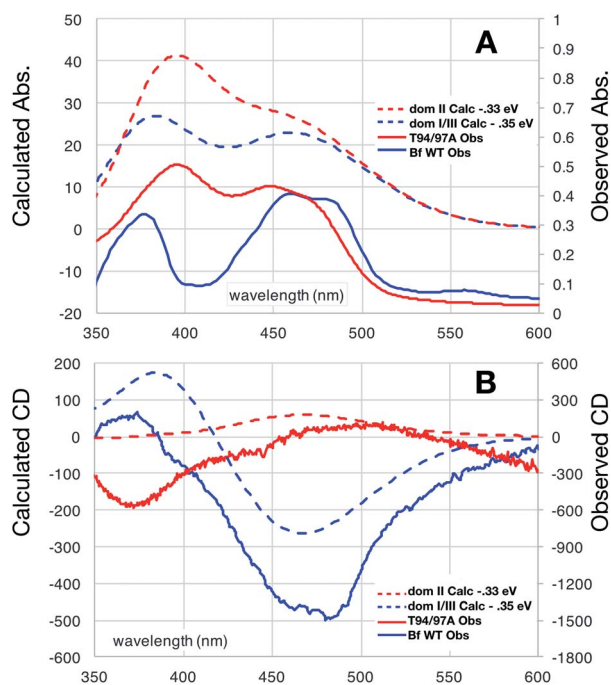 50
40
30
20
10
0
-10
-20
Calculated Abs.
1
0.9
0.8
0.7
0.6
0.5
0.4
0.3
0.2
0.1
0
Observed Abs.
A
dom II Calc -.33 eV
dom I/III Calc - .35 eV
T94/97A Obs
Bf WT Obs
wavelength (nm)
350 400 450 500 550 600
200
100
0
-100
-200
-300
-400
-500
-600
Calculated CD
600
300
0
-300
-600
-900
-1200
-1500
-1800
Observed CD
B
dom II Calc -.33 eV
dom I/III Calc - .35 eV
T94/97A Obs
Bf WT Obs
wavelength (nm)
350 400 450 500 550 600